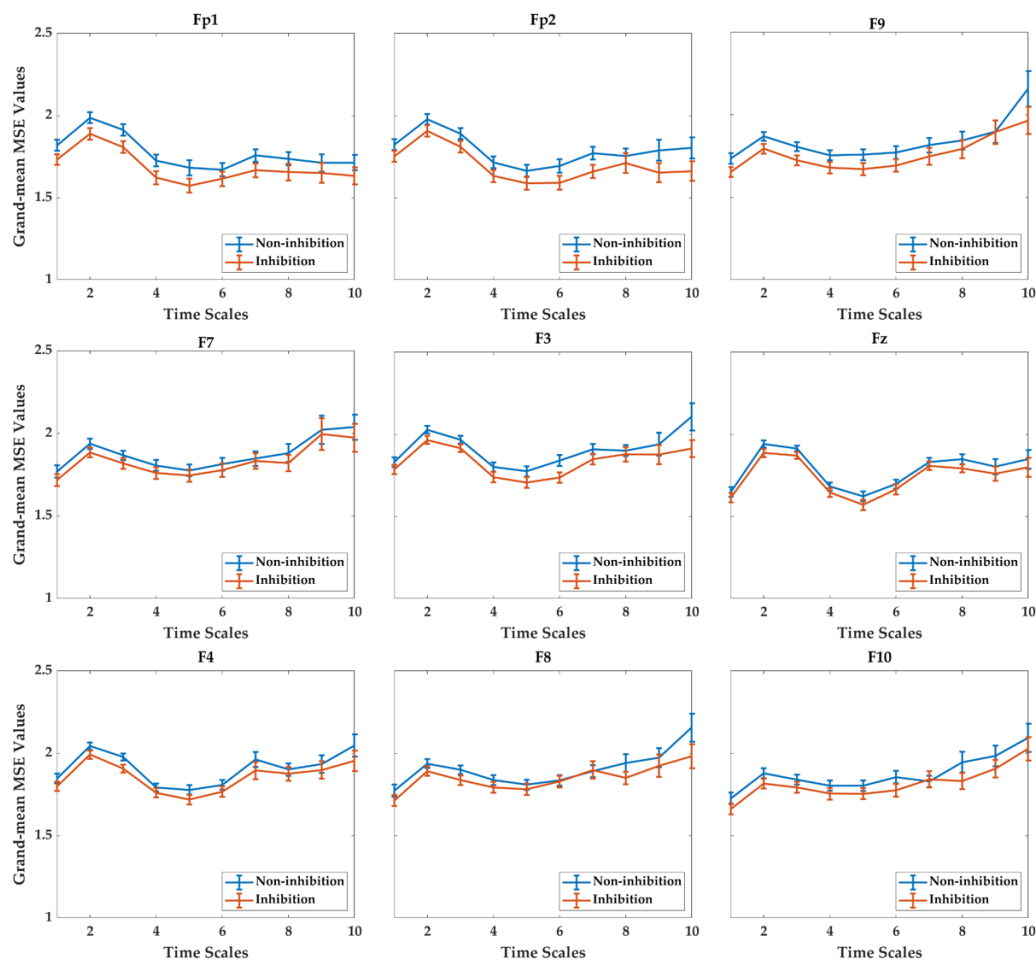 Fp1
Fp2
F9
2.5
2
1.5
1
Grand-mean MSE Values
Non-inhibition
Inhibition
Non-inhibition
Inhibition
Non-inhibition
Inhibition
2 4 6 8 10
2 4 6 8 10
2 4 6 8 10
Time Scales
Time Scales
Time Scales
F7
F3
Fz
2.5
2
1.5
1
Grand-mean MSE Values
Non-inhibition
Inhibition
Non-inhibition
Inhibition
Non-inhibition
Inhibition
2 4 6 8 10
2 4 6 8 10
2 4 6 8 10
Time Scales
Time Scales
Time Scales
F4
F8
F10
2.5
2
1.5
1
Grand-mean MSE Values
Non-inhibition
Inhibition
Non-inhibition
Inhibition
Non-inhibition
Inhibition
2 4 6 8 10
2 4 6 8 10
2 4 6 8 10
Time Scales
Time Scales
Time Scales